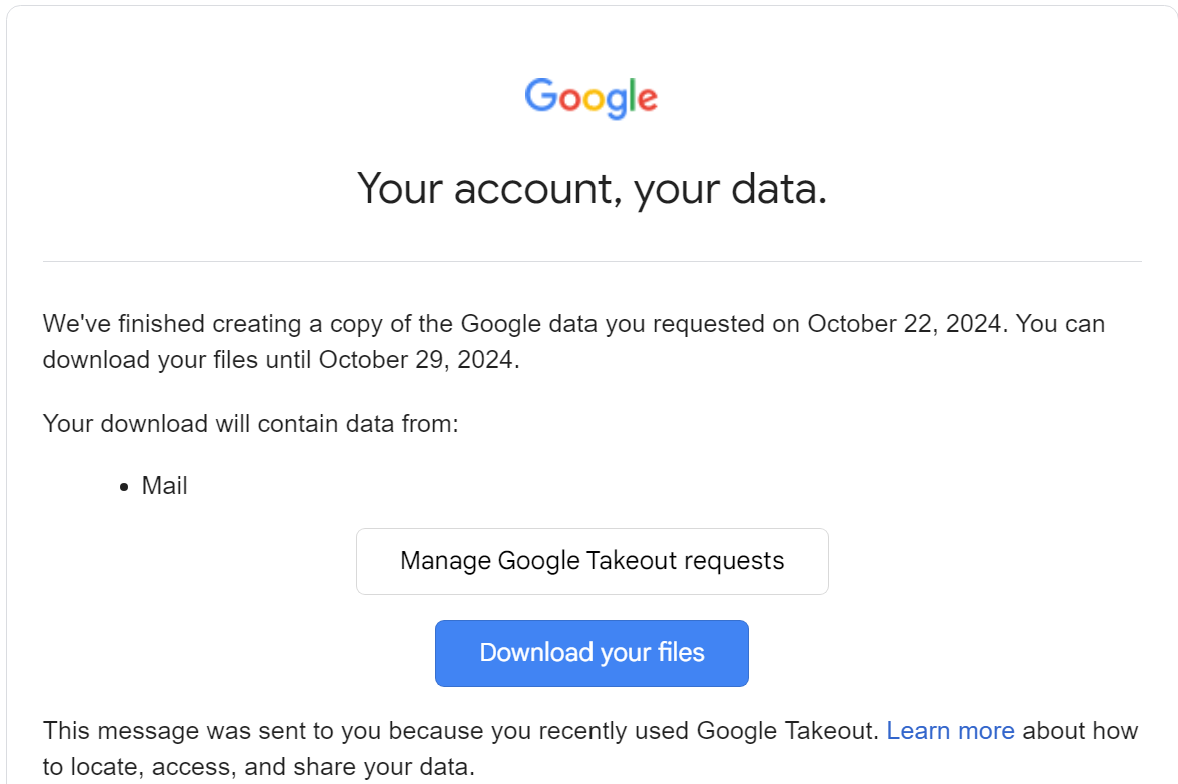 Google
Your account, your data.
We've finished creating a copy of the Google data you requested on October 22, 2024. You can
download your files until October 29, 2024.
Your download will contain data from:
• Mail
Manage Google Takeout requests
Download your files
This message was sent to you because you recently used Google Takeout. Learn more about how
to locate, access, and share your data.